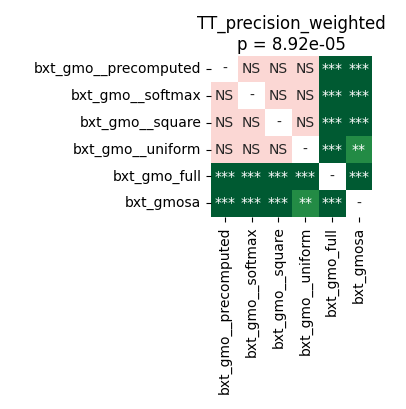 TT_precision_weighted
p = 8.92e-05
bxt_gmo__precomputed - NS NS NS *** ***
bxt_gmo__softmax NS - NS NS *** ***
bxt_gmo__square NS NS - NS *** ***
bxt_gmo__uniform NS NS NS - *** **
bxt_gmo_full *** *** *** *** - ***
bxt_gmosa *** *** *** ** *** -
bxt_gmo__precomputed
bxt_gmo__softmax
bxt_gmo__square
bxt_gmo__uniform
bxt_gmo_full
bxt_gmosa